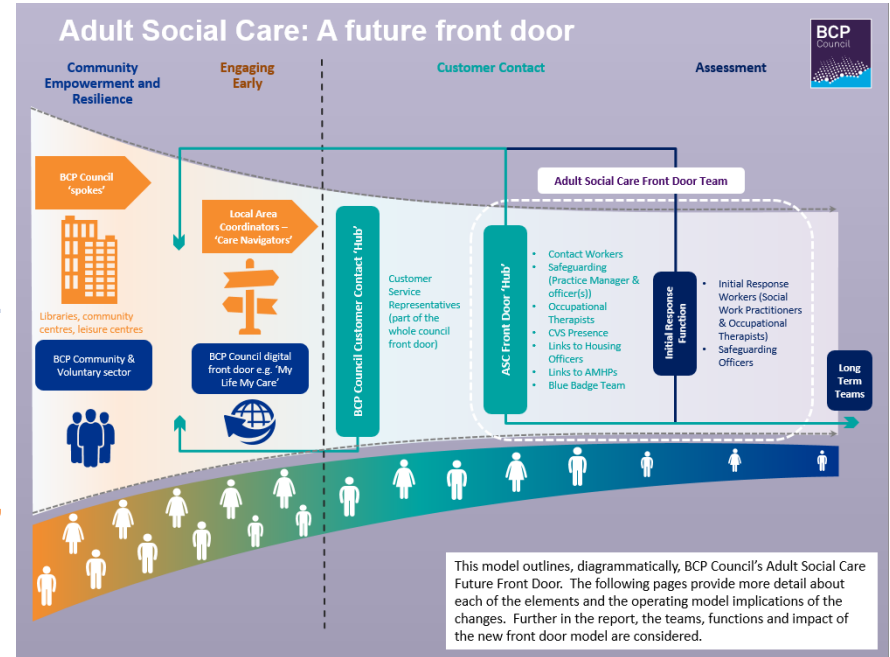 Adult Social Care: A future front door
BCP
Council
Community
Empowerment and
Resilience
Engaging
Early
Customer Contact
Assessment
BCP Council
‘spokes’
Libraries, community
centres, leisure centres
BCP Community &
Voluntary sector
Local Area
Coordinators –
‘Care Navigators’
BCP Council digital
front door e.g. ‘My
Life My Care’
BCP Council Customer Contact ‘Hub’
Customer
Service
Representatives
(part of the
whole council
front door)
Adult Social Care Front Door Team
ASC Front Door ‘Hub’
• Contact Workers
• Safeguarding
(Practice Manager &
officer(s))
• Occupational
Therapists
• CVS Presence
• Links to Housing
Officers
• Links to AMHPs
• Blue Badge Team
Initial Response
Function
• Initial Response
Workers (Social
Work Practitioners
& Occupational
Therapists)
• Safeguarding
Officers
Long
Term
Teams
This model outlines, diagrammatically, BCP Council’s Adult Social Care
Future Front Door. The following pages provide more detail about
each of the elements and the operating model implications of the
changes. Further in the report, the teams, functions and impact of
the new front door model are considered.